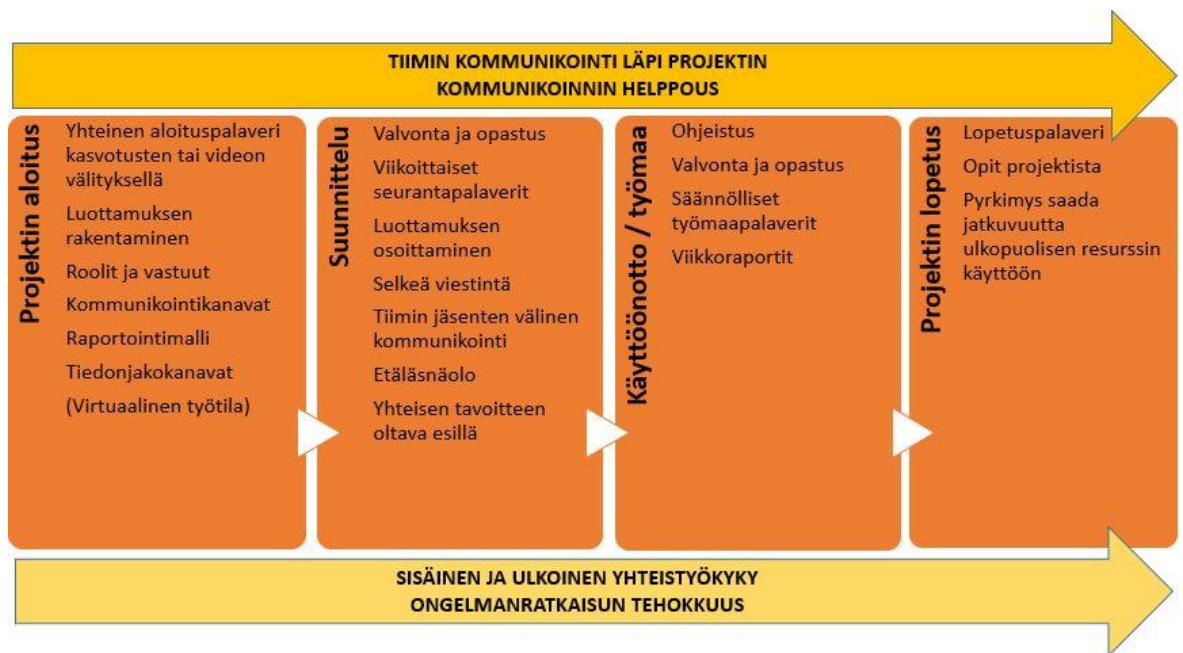 TIIMIN KOMMUNIKOINTI LÄPI PROJEKTIN
KOMMUNIKOINNIN HELPPOUS
Projektin aloitus
Yhteinen aloituspalaveri
kasvotusten tai videon
välityksellä
Luottamuksen
rakentaminen
Roolit ja vastuut
Kommunikointikanavat
Raportointimalli
Tiedonjakokanavat
(Virtuaalinen työtila)
Suunnittelu
Valvonta ja opastus
Viikoittaiset
seurantapalaverit
Luottamuksen
osoittaminen
Selkeä viestintä
Tiimin jäsenten välinen
kommunikointi
Etäläsnäolo
Yhteisen tavoitteen
oltava esillä
Käyttöönotto / työmaa
Ohjeistus
Valvonta ja opastus
Säännölliset
työmaapalaverit
Viikkoraportit
Projektin lopetus
Lopetuspalaveri
Opit projektista
Pyrkimys saada
jatkuvuutta
ulkopuolisen resurssin
käyttöön
SISÄINEN JA ULKOINEN YHTEISTYÖKYKY
ONGELMANRATKAISUN TEHOKKUUS